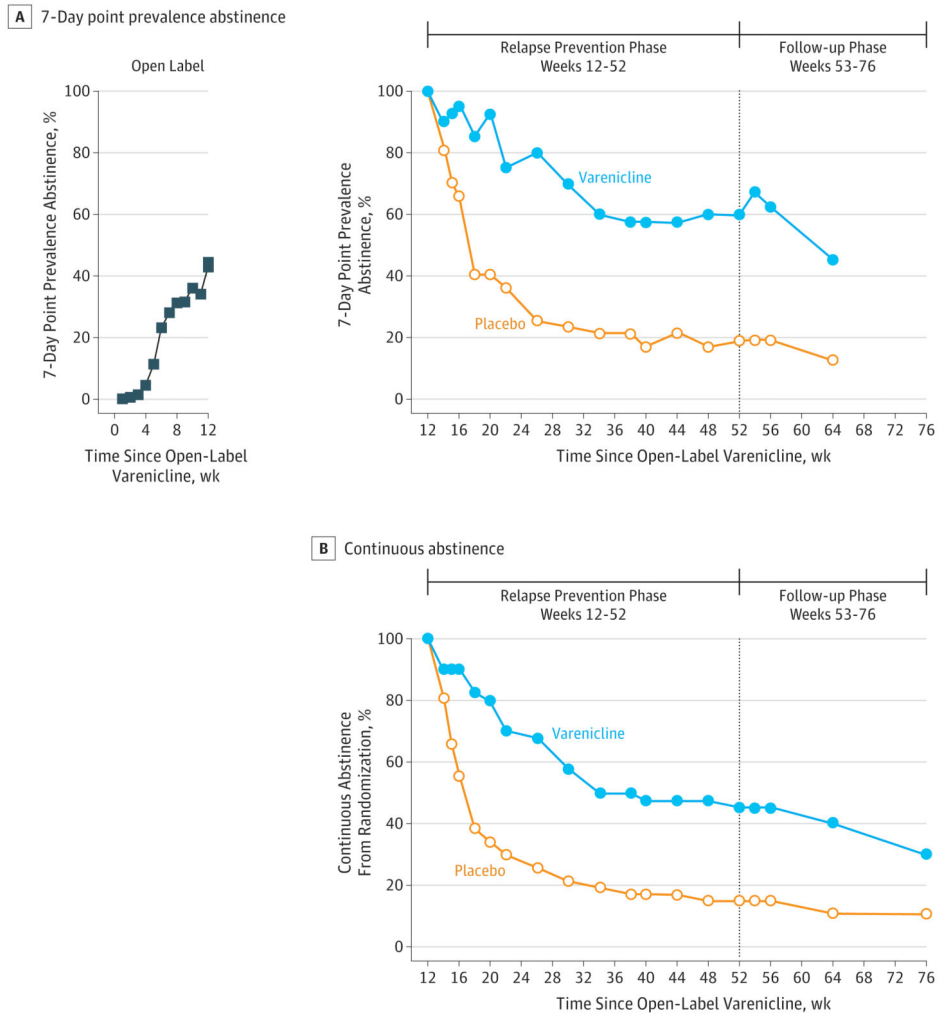 A 7-Day point prevalence abstinence
Open Label
100
80
60
40
20
0
7-Day Point Prevalence Abstinence, %
0 4 8 12
Time Since Open-Label
Varenicline, wk
Relapse Prevention Phase
Weeks 12-52
Follow-up Phase
Weeks 53-76
100
80
60
40
20
0
7-Day Point Prevalence
Abstinence, %
Varenicline
Placebo
12 16 20 24 28 32 36 40 44 48 52 56 60 64 68 72 76
Time Since Open-Label Varenicline, wk
B Continuous abstinence
Relapse Prevention Phase
Weeks 12-52
Follow-up Phase
Weeks 53-76
100
80
60
40
20
0
Continuous Abstinence
From Randomization, %
Varenicline
Placebo
12 16 20 24 28 32 36 40 44 48 52 56 60 64 68 72 76
Time Since Open-Label Varenicline, wk